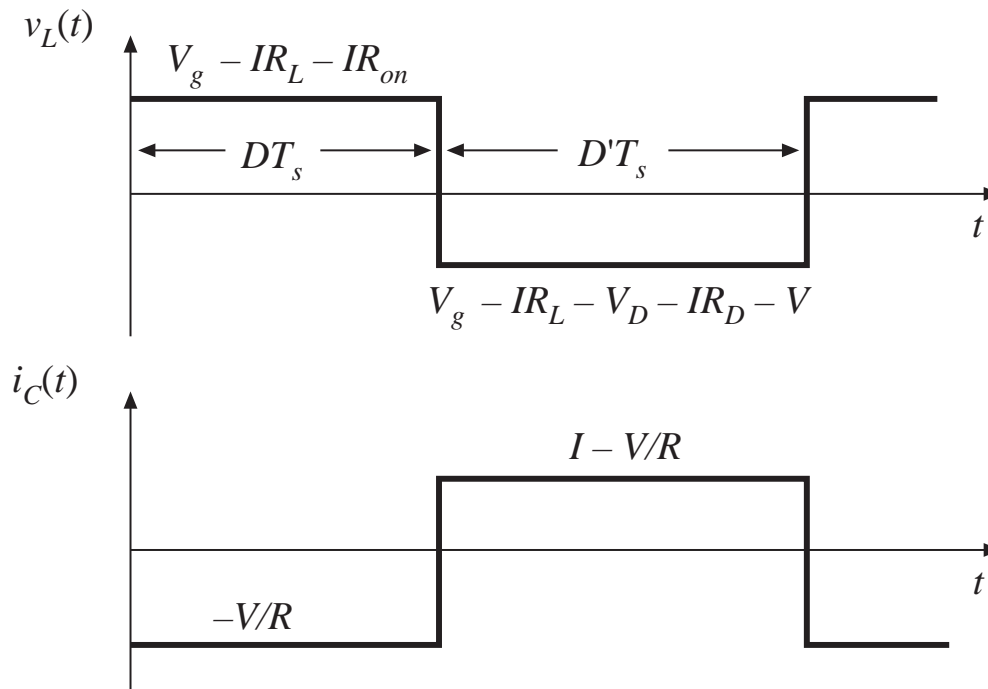 v_L(t)
V_g – IR_L – IR_on
DT_s
D'T_s
t
V_g – IR_L – V_D – IR_D – V
i_C(t)
I – V/R
t
–V/R